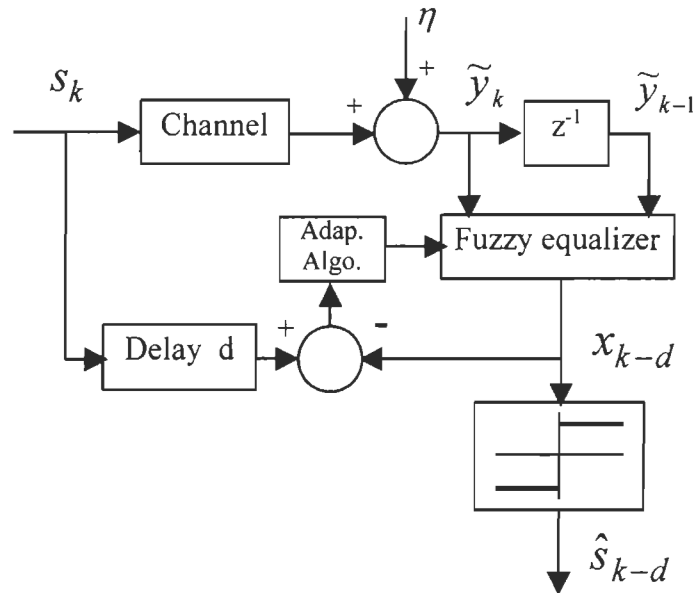 η
s_k
+
+
ỹ_k
ỹ_{k-1}
Channel
z⁻¹
Adap.
Algo.
Fuzzy equalizer
+
-
Delay d
x_{k-d}
ŝ_{k-d}